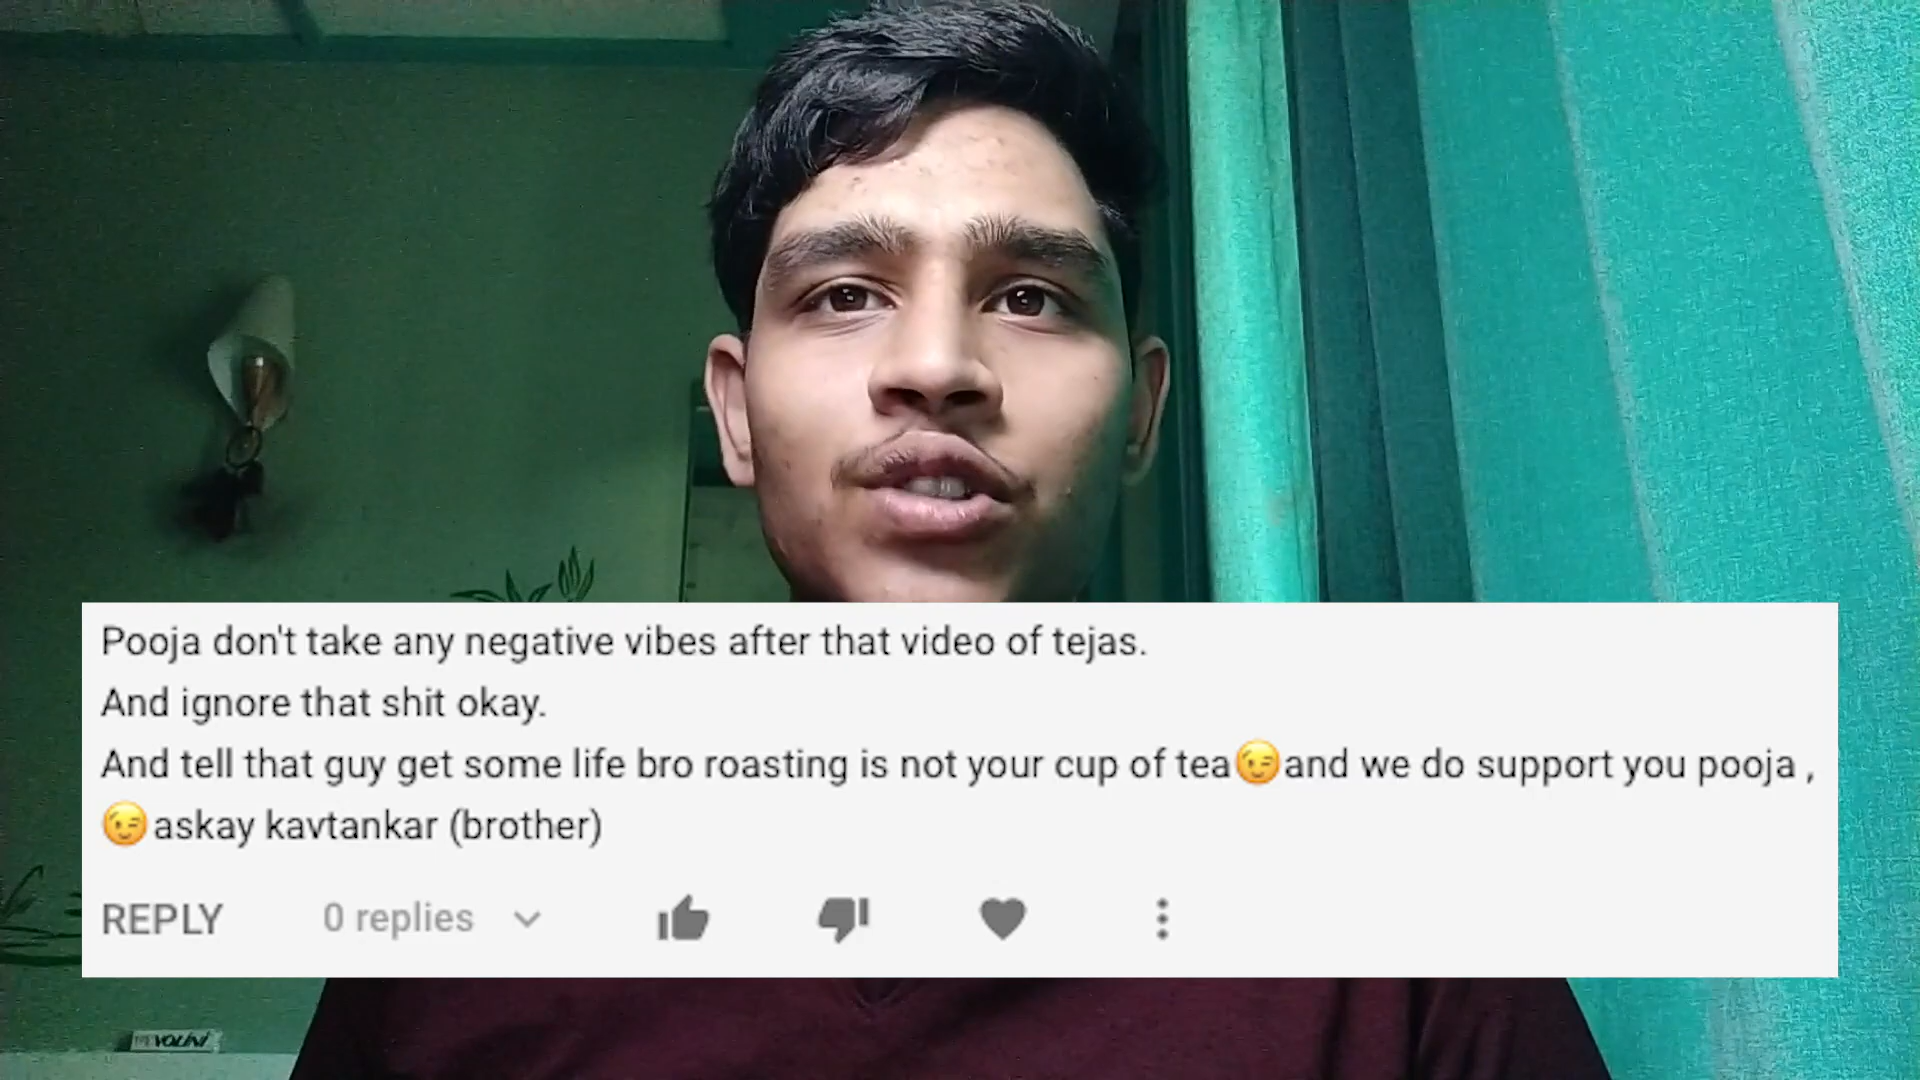 Pooja don't take any negative vibes after that video of tejas.
And ignore that shit okay.
And tell that guy get some life bro roasting is not your cup of tea😉and we do support you pooja ,
😉askay kavtankar (brother)
REPLY 0 replies
VOLINI